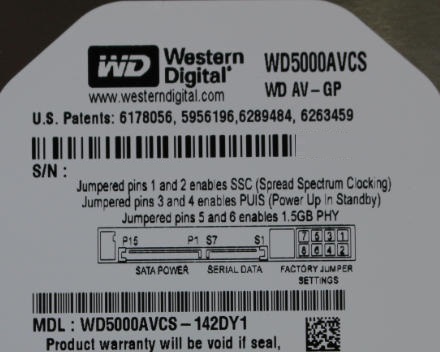 WD Western Digital WD5000AVCS
www.westerndigital.com WD AV-GP
U.S. Patents: 6178056, 5956196,6289484, 6263459
S/N :
Jumpered pins 1 and 2 enables SSC (Spread Spectrum Clocking)
Jumpered pins 3 and 4 enables PUIS (Power Up In Standby)
Jumpered pins 5 and 6 enables 1.5GB PHY
P15 P1 S7 S1 7 5 3 1
8 6 4 2
SATA POWER SERIAL DATA FACTORY JUMPER
SETTINGS
MDL : WD5000AVCS-142DY1
Product warranty will be void if seal,